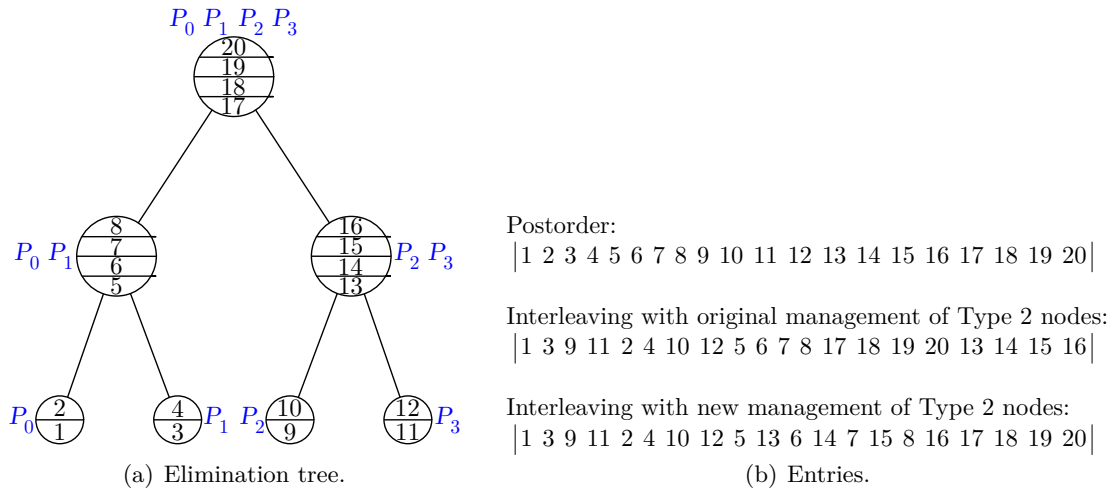 P0 P1 P2 P3
20
19
18
17
8
7
6
5
P0 P1
16
15
14
13
P2 P3
P0
2
1
4
3
P1
P2
10
9
12
11
P3
(a) Elimination tree.
Postorder:
|1 2 3 4 5 6 7 8 9 10 11 12 13 14 15 16 17 18 19 20|
Interleaving with original management of Type 2 nodes:
|1 3 9 11 2 4 10 12 5 6 7 8 17 18 19 20 13 14 15 16|
Interleaving with new management of Type 2 nodes:
|1 3 9 11 2 4 10 12 5 13 6 14 7 15 8 16 17 18 19 20|
(b) Entries.